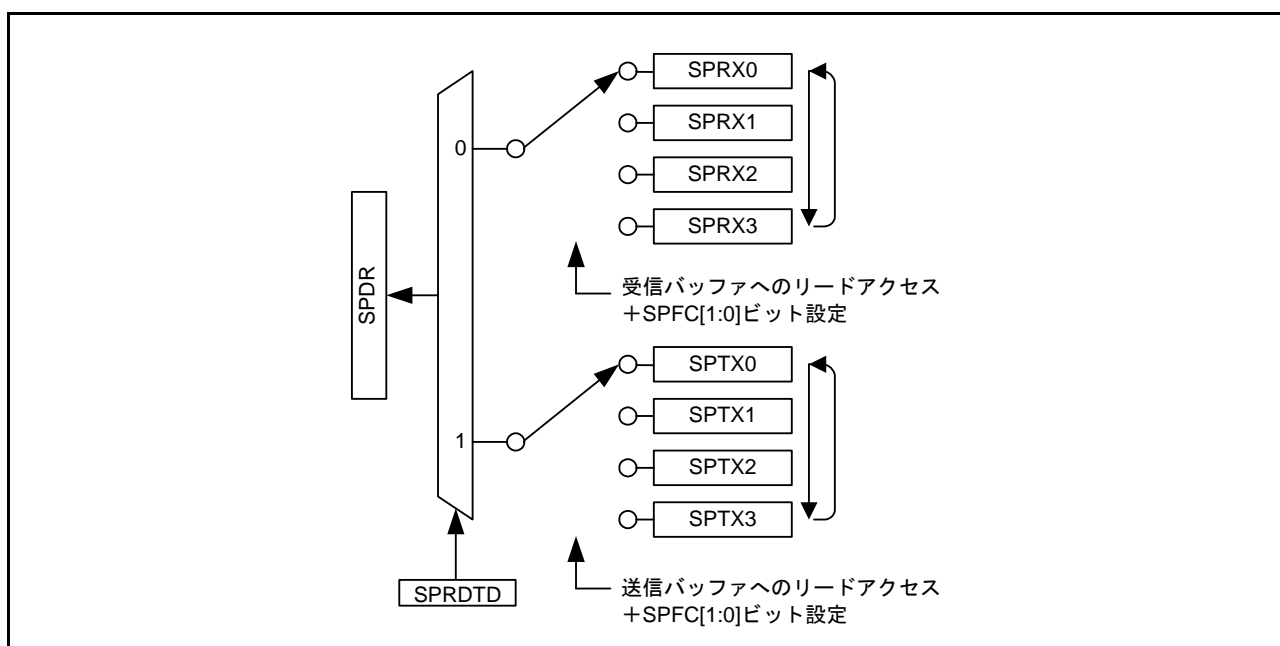 SPRX0
SPRX1
0
SPRX2
SPRX3
SPDR
受信バッファへのリードアクセス
+SPFC[1:0]ビット設定
SPTX0
SPTX1
1
SPTX2
SPTX3
SPRDTD
送信バッファへのリードアクセス
+SPFC[1:0]ビット設定